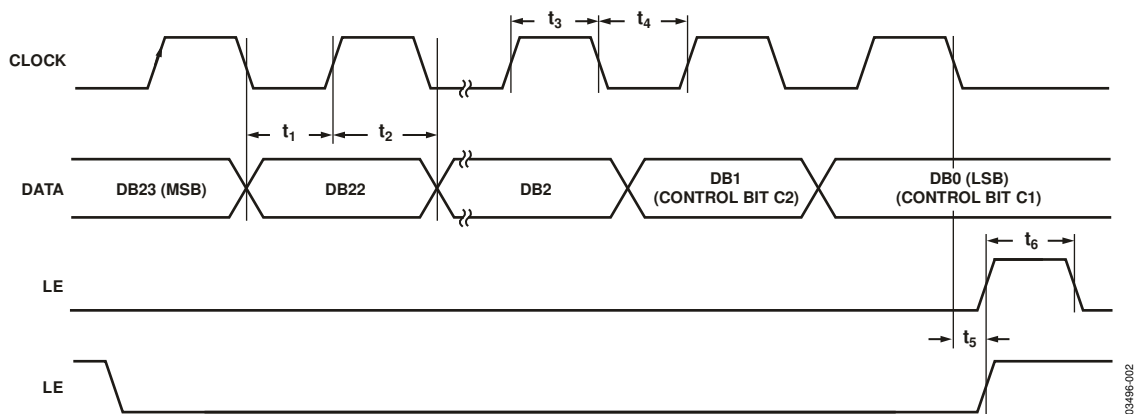 t3
t4
CLOCK
t1
t2
DATA
DB23 (MSB)
DB22
DB2
DB1
(CONTROL BIT C2)
DB0 (LSB)
(CONTROL BIT C1)
t6
LE
t5
LE
03496-002